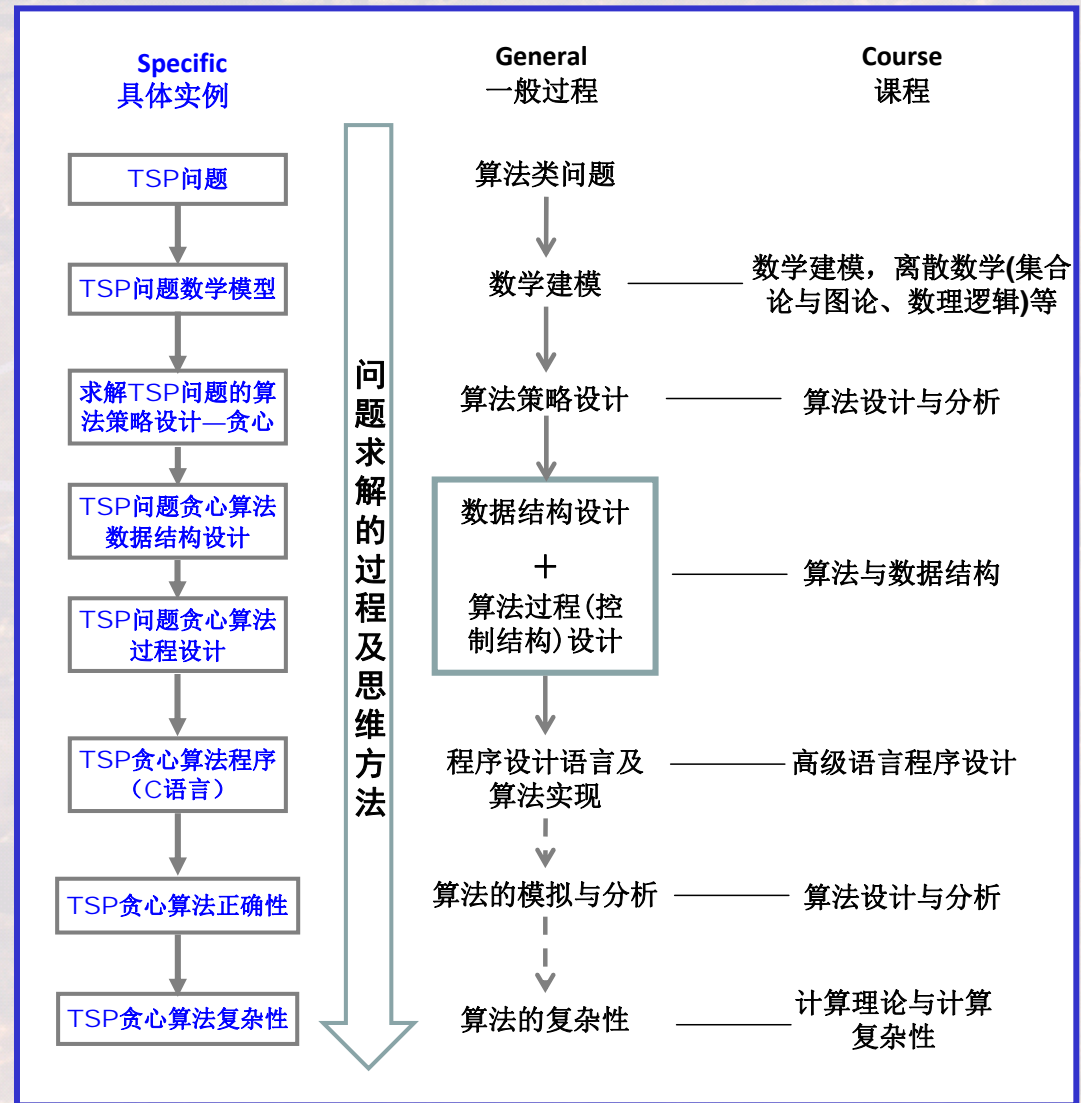 Specific
具体实例
General
一般过程
Course
课程
TSP问题
TSP问题数学模型
求解TSP问题的算
法策略设计—贪心
TSP问题贪心算法
数据结构设计
TSP问题贪心算法
过程设计
TSP贪心算法程序
（C语言）
TSP贪心算法正确性
TSP贪心算法复杂性
问题求解的过程及思维方法
算法类问题
数学建模
算法策略设计
数据结构设计
＋
算法过程(控
制结构)设计
程序设计语言及
算法实现
算法的模拟与分析
算法的复杂性
数学建模，离散数学(集合
论与图论、数理逻辑)等
算法设计与分析
算法与数据结构
高级语言程序设计
算法设计与分析
计算理论与计算
复杂性